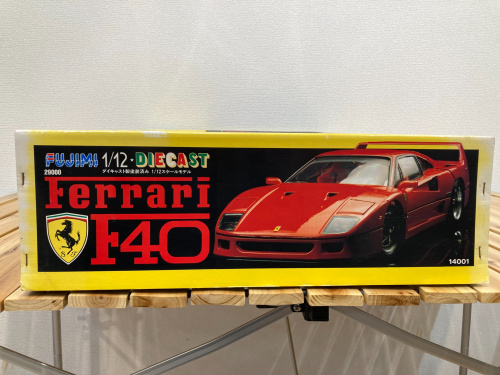 FUJIMI 1/12・DIECAST
29000 ダイキャスト製塗装済み 1/12スケールモデル
Ferrari
F40
S F
14001